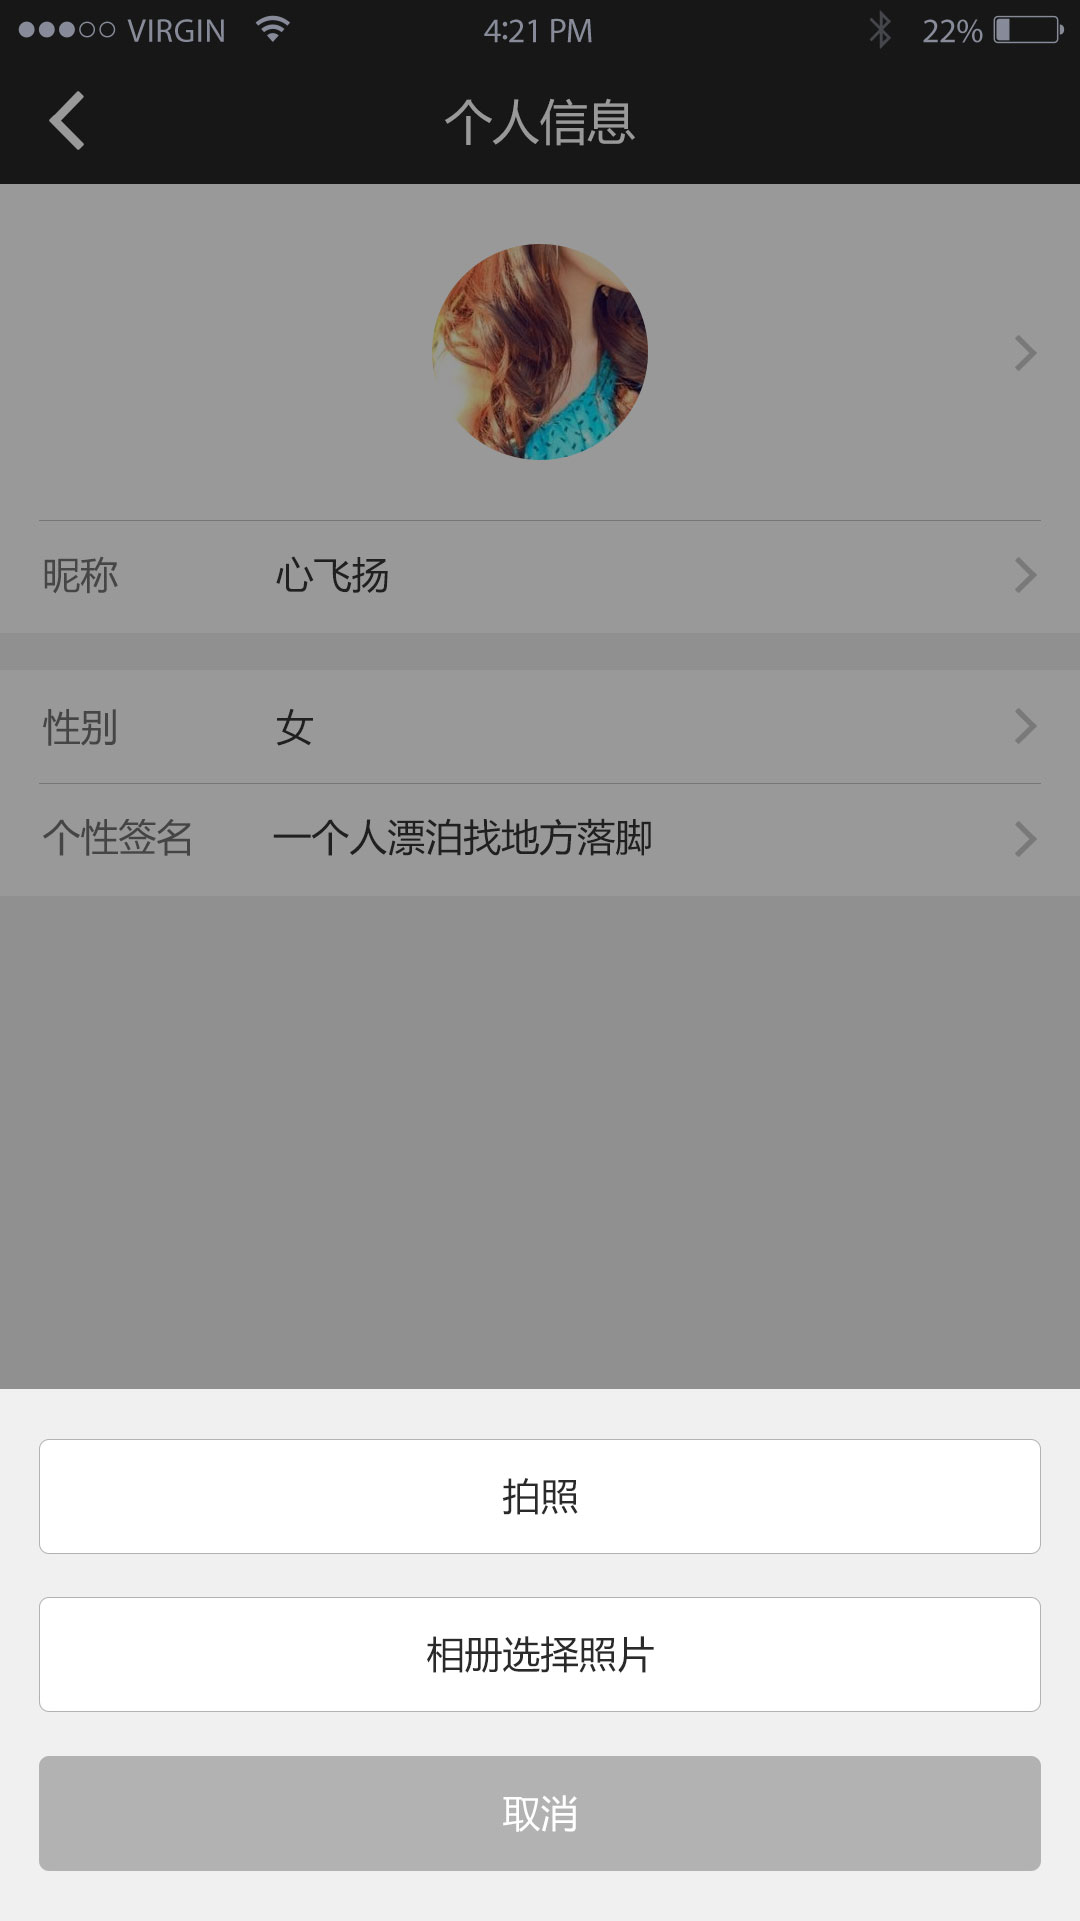 VIRGIN 4:21 PM 22%
个人信息
昵称 心飞扬
性别 女
个性签名 一个人漂泊找地方落脚
拍照
相册选择照片
取消